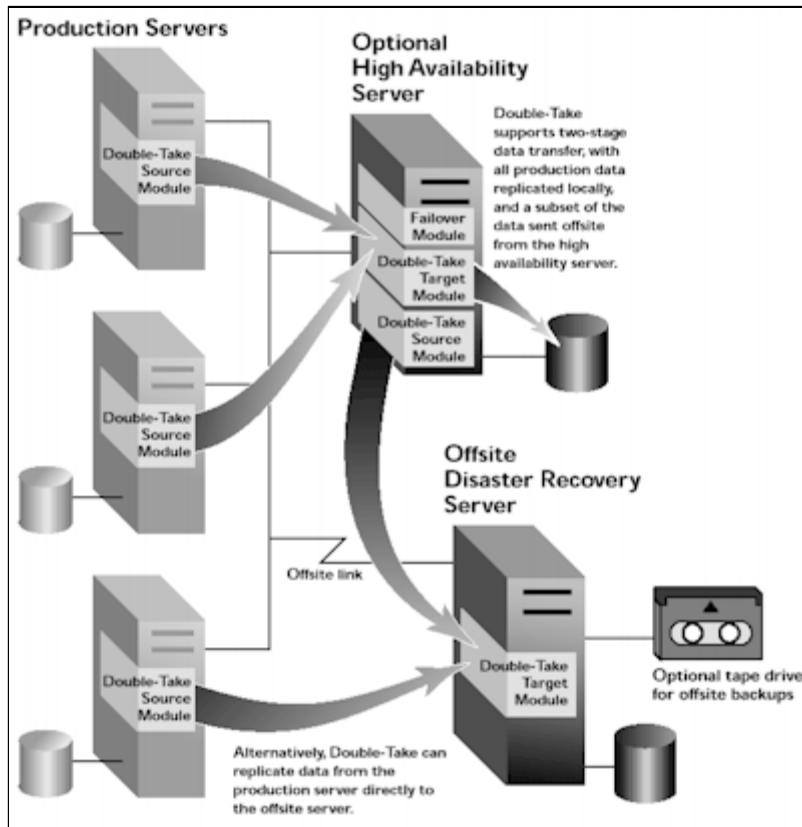 Production Servers
Optional
High Availability
Server
Double-Take
supports two-stage
data transfer, with
all production data
replicated locally,
and a subset of the
data sent offsite
from the high
availability server.
Double-Take
Source
Module
Failover
Module
Double-Take
Target
Module
Double-Take
Source
Module
Double-Take
Source
Module
Offsite
Disaster Recovery
Server
Offsite link
Double-Take
Source
Module
Double-Take
Target
Module
Optional tape drive
for offsite backups
Alternatively, Double-Take can
replicate data from the
production server directly to
the offsite server.